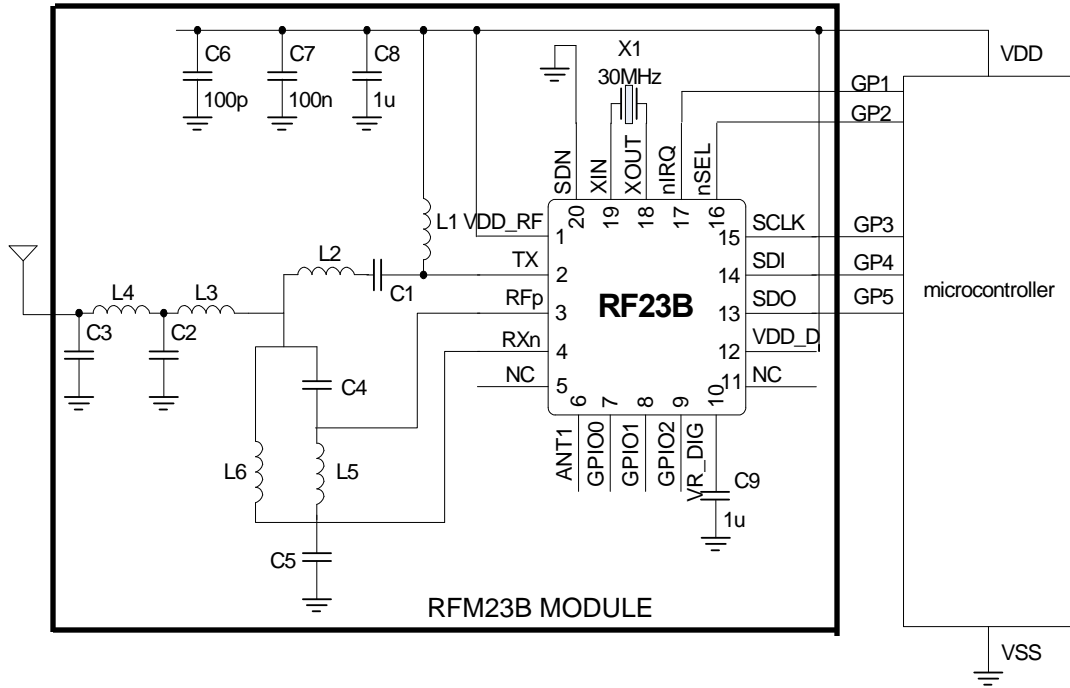 C6
100p
C7
100n
C8
1u
X1
30MHz
VDD
GP1
GP2
SDN
XIN
XOUT
nIRQ
nSEL
20
19
18
17
16
L1
VDD_RF
1
15
SCLK
GP3
TX
2
14
SDI
GP4
RFp
3
13
SDO
GP5
RXn
4
12
VDD_D
NC
5
11
NC
RF23B
microcontroller
L2
C1
L4
L3
C3
C2
C4
L6
L5
C5
6
7
8
9
10
ANT1
GPIO0
GPIO1
GPIO2
VR_DIG
C9
1u
RFM23B MODULE
VSS